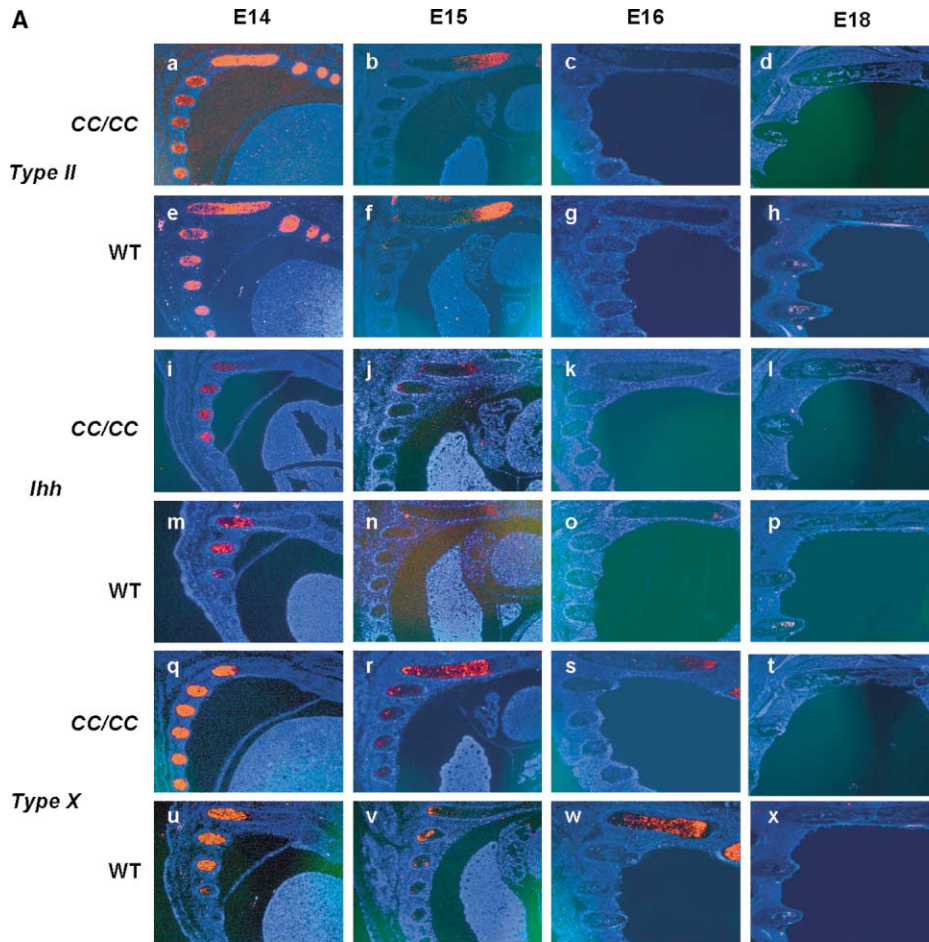 A E14 E15 E16 E18
a b c d
CC/CC
Type II
e f g h
WT
i j k l
CC/CC
Ihh
m n o p
WT
q r s t
CC/CC
Type X
u v w x
WT